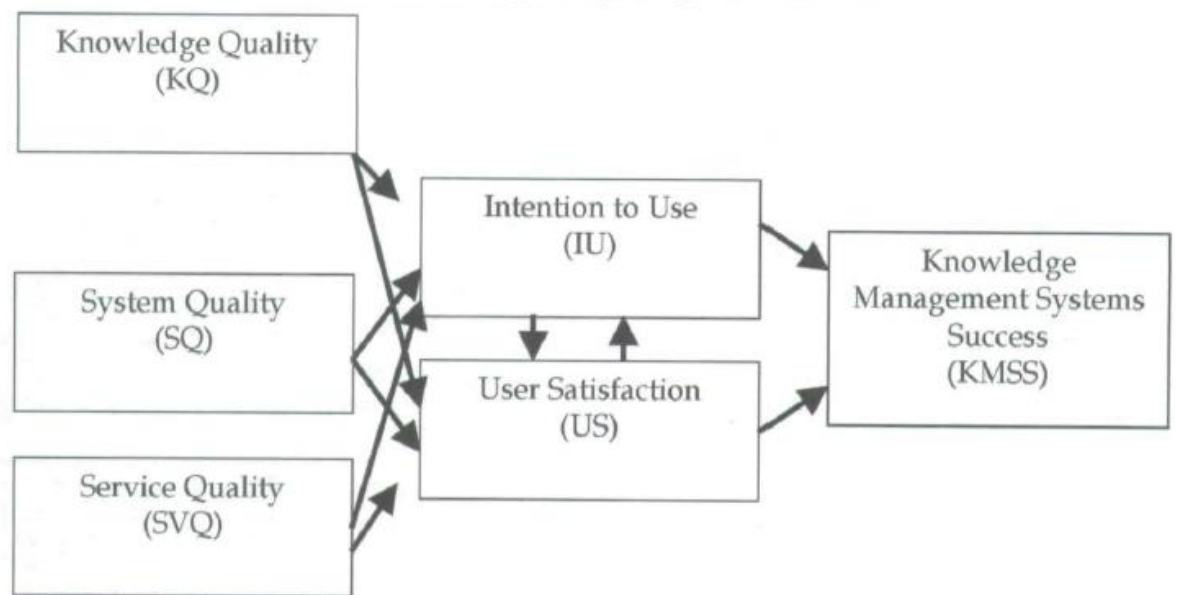 Knowledge Quality
(KQ)
System Quality
(SQ)
Service Quality
(SVQ)
Intention to Use
(IU)
User Satisfaction
(US)
Knowledge
Management Systems
Success
(KMSS)